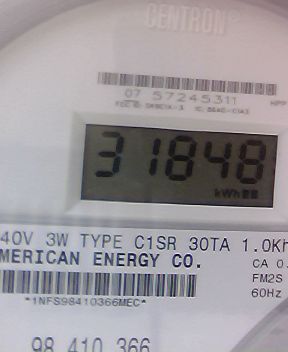 CENTRON®
07 57245311
31848
kWh
40V 3W TYPE C1SR 30TA 1.0Kh
MERICAN ENERGY CO.
CA 0.
FM2S
*1NFS98410366MEC*
60Hz
98 410 366